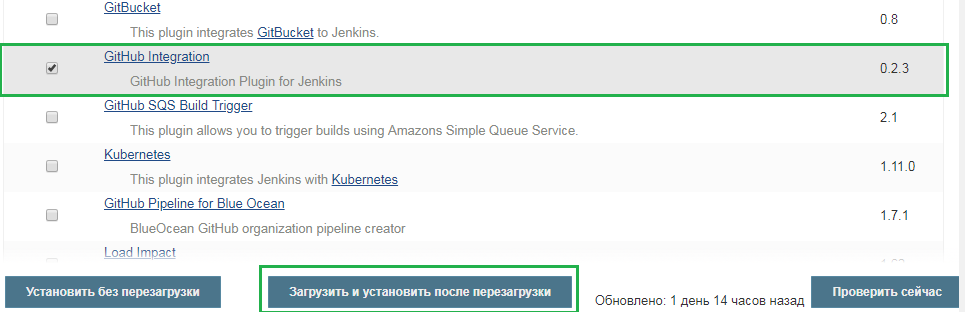 GitBucket
This plugin integrates GitBucket to Jenkins.
0.8
GitHub Integration
GitHub Integration Plugin for Jenkins
0.2.3
GitHub SQS Build Trigger
This plugin allows you to trigger builds using Amazons Simple Queue Service.
2.1
Kubernetes
This plugin integrates Jenkins with Kubernetes
1.11.0
GitHub Pipeline for Blue Ocean
BlueOcean GitHub organization pipeline creator
1.7.1
Load Impact
Установить без перезагрузки
Загрузить и установить после перезагрузки
Обновлено: 1 день 14 часов назад
Проверить сейчас